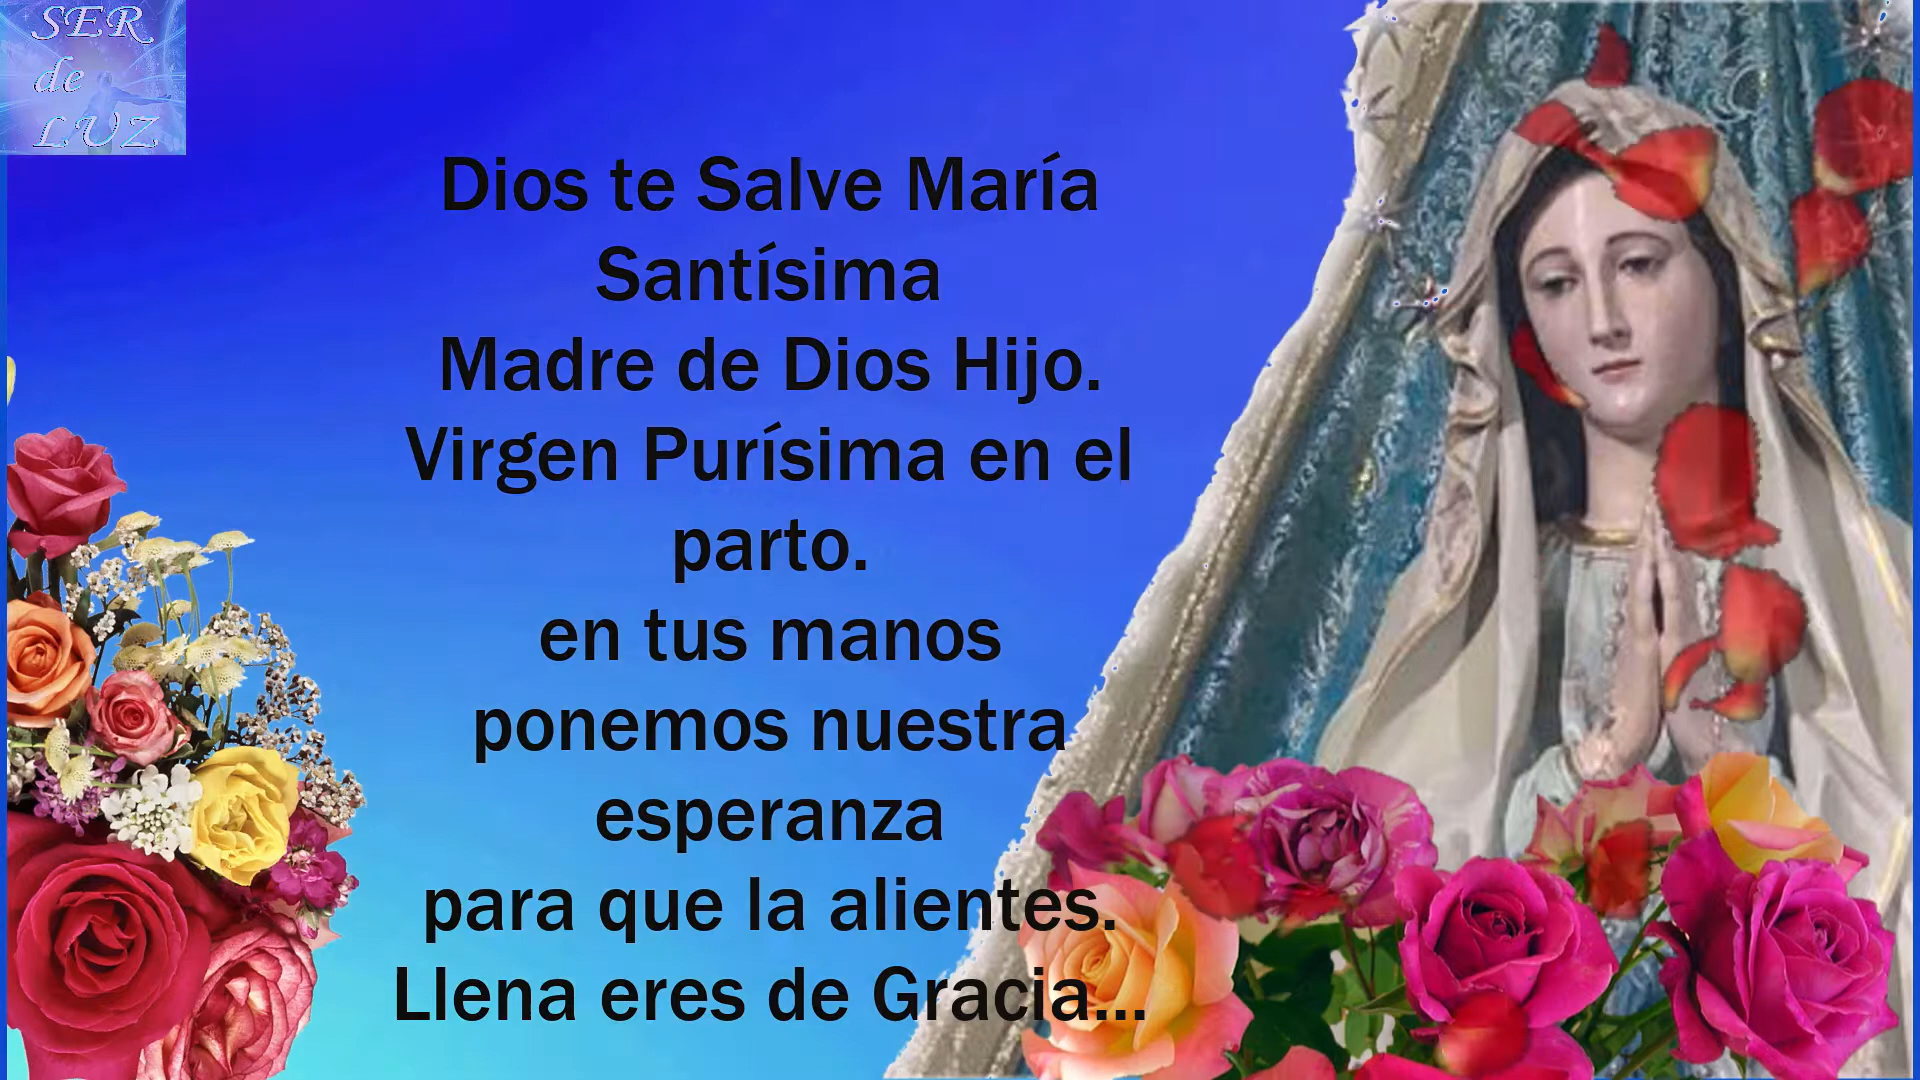 SER
de
LUZ
Dios te Salve María
Santísima
Madre de Dios Hijo.
Virgen Purísima en el
parto.
en tus manos
ponemos nuestra
esperanza
para que la alientes.
Llena eres de Gracia...